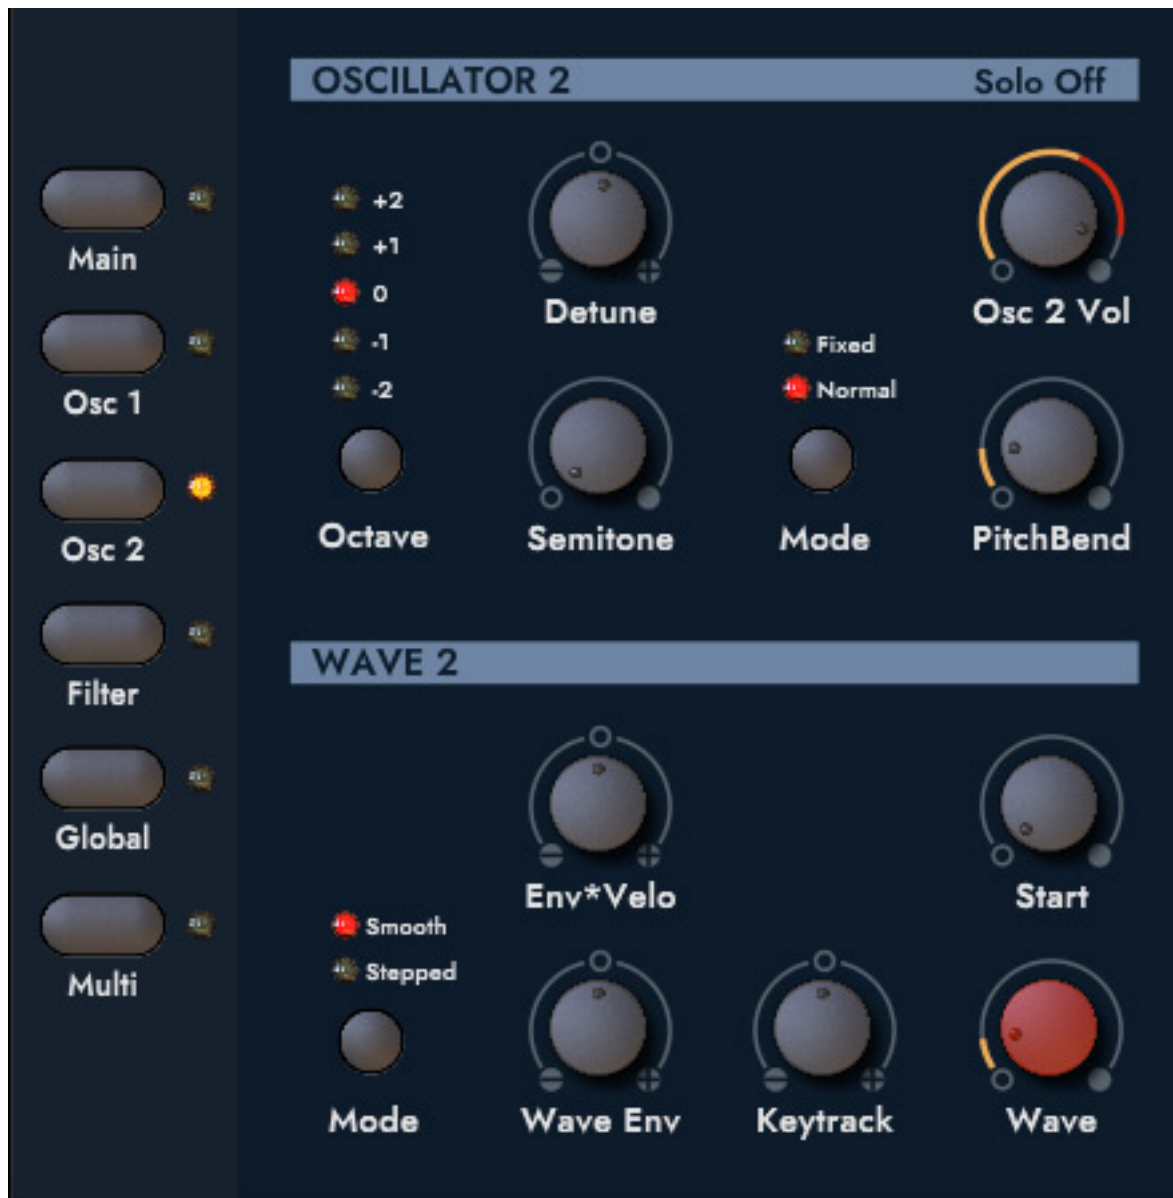 OSCILLATOR 2 Solo Off
Main
Osc 1
Osc 2
Filter
Global
Multi
+2
+1
0
-1
-2
Octave
Detune
Semitone
Fixed
Normal
Mode
Osc 2 Vol
PitchBend
WAVE 2
Env*Velo
Start
Smooth
Stepped
Mode
Wave Env
Keytrack
Wave